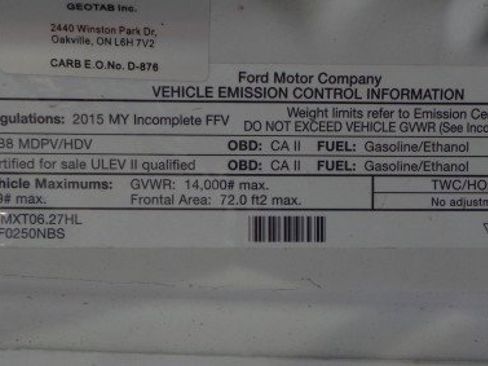 GEOTAB Inc.
2440 Winston Park Dr,
Oakville, ON L6H 7V2
CARB E.O.No. D-876
Ford Motor Company
VEHICLE EMISSION CONTROL INFORMATION
gulations: 2015 MY Incomplete FFV
Weight limits refer to Emission Ce
DO NOT EXCEED VEHICLE GVWR (See Inco
B8 MDPV/HDV OBD: CA II FUEL: Gasoline/Ethanol
rtified for sale ULEV II qualified OBD: CA II FUEL: Gasoline/Ethanol
hicle Maximums: GVWR: 14,000# max. TWC/HO
9# max. Frontal Area: 72.0 ft2 max. No adjustm
MXT06.27HL
F0250NBS